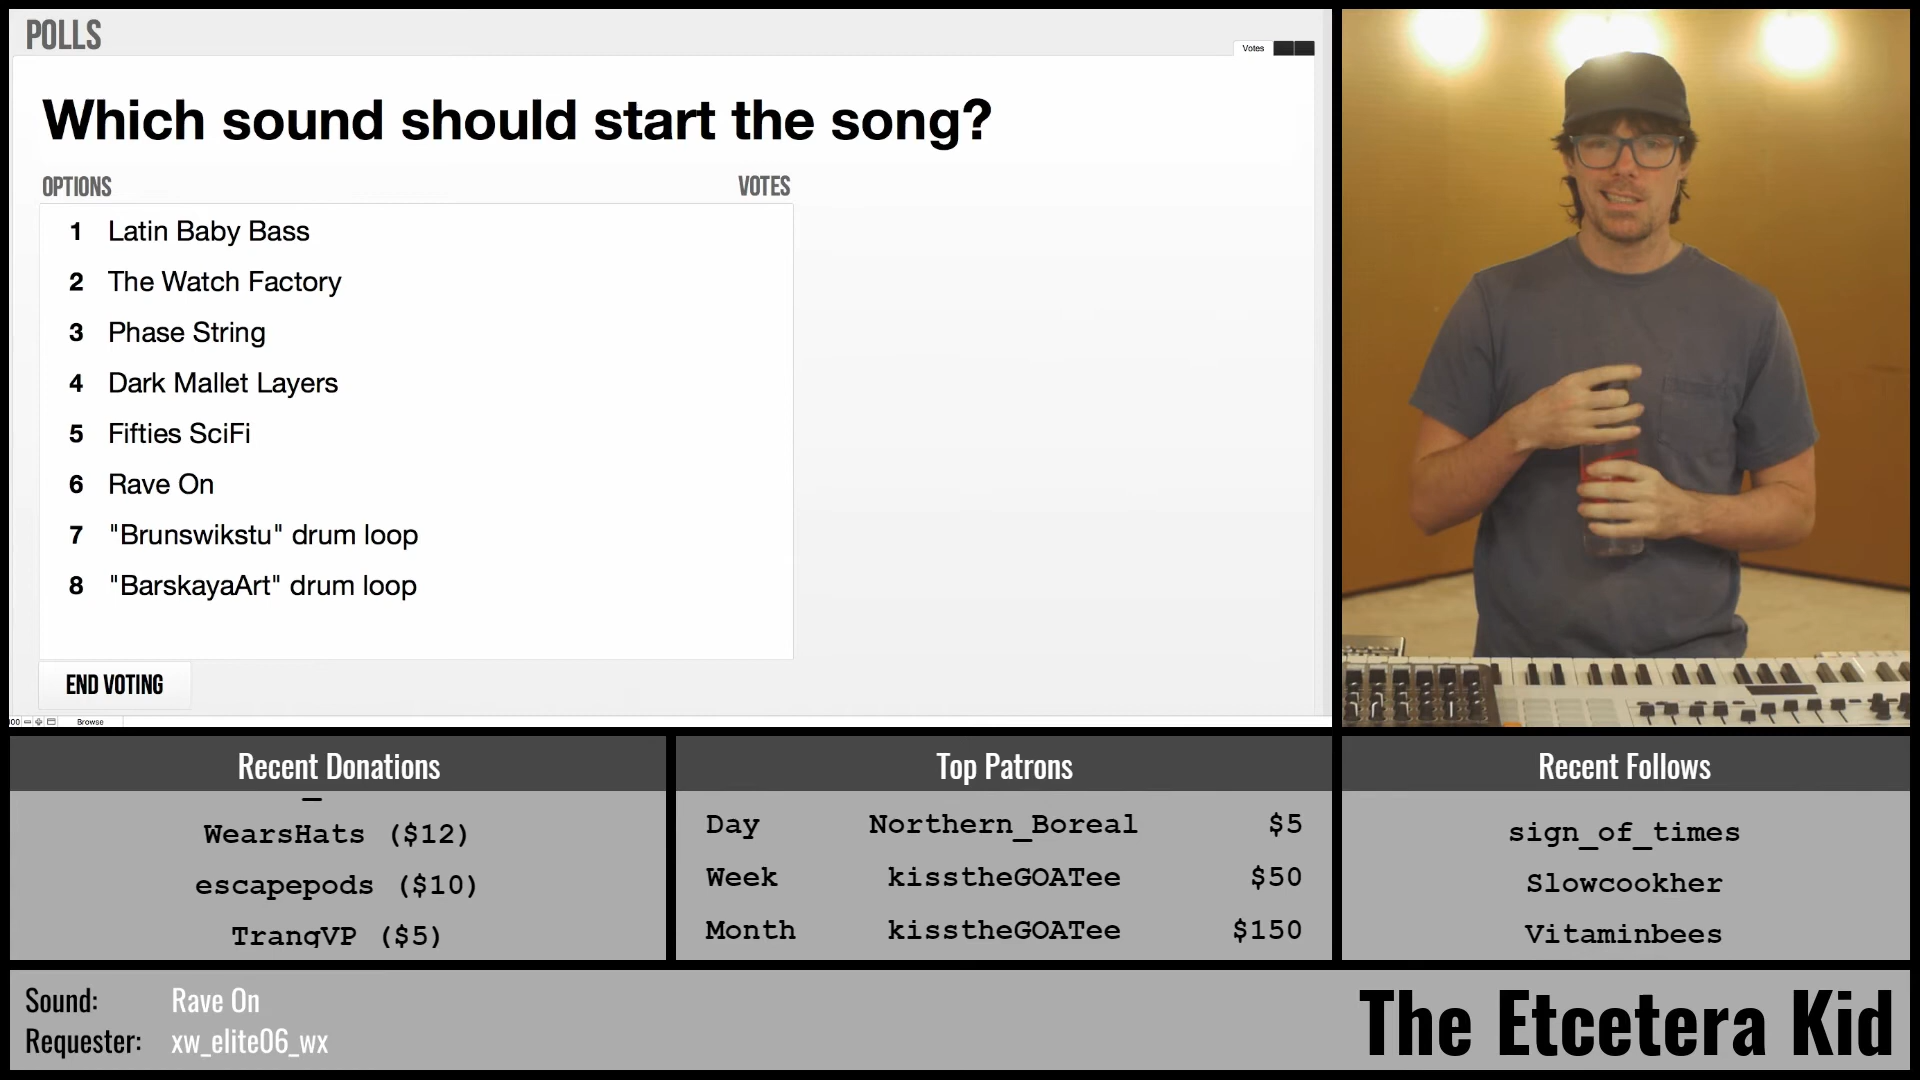 POLLS
Votes
Which sound should start the song?
OPTIONS VOTES
1 Latin Baby Bass
2 The Watch Factory
3 Phase String
4 Dark Mallet Layers
5 Fifties SciFi
6 Rave On
7 "Brunswikstu" drum loop
8 "BarskayaArt" drum loop
END VOTING
Browse
Recent Donations
WearsHats ($12)
escapepods ($10)
TranqVP ($5)
Top Patrons
Day Northern_Boreal $5
Week kisstheGOATee $50
Month kisstheGOATee $150
Recent Follows
sign_of_times
Slowcookher
Vitaminbees
Sound: Rave On
Requester: xw_elite06_wx
The Etcetera Kid